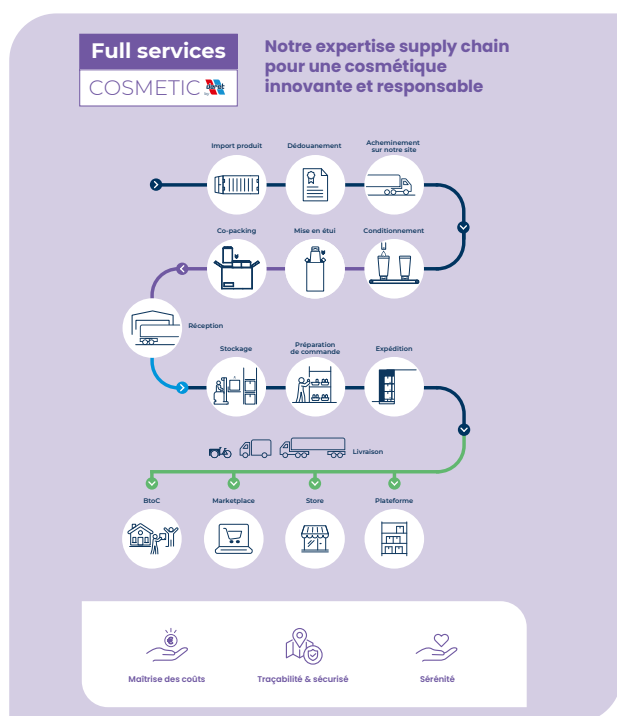 Full services
COSMETIC
by
Notre expertise supply chain
pour une cosmétique
innovante et responsable
Import produit
Dédouanement
Acheminement
sur notre site
Co-packing
Mise en étui
Conditionnement
Réception
Stockage
Préparation
de commande
Expédition
Livraison
BtoC
Marketplace
Store
Plateforme
Maîtrise des coûts
Traçabilité & sécurisé
Sérénité